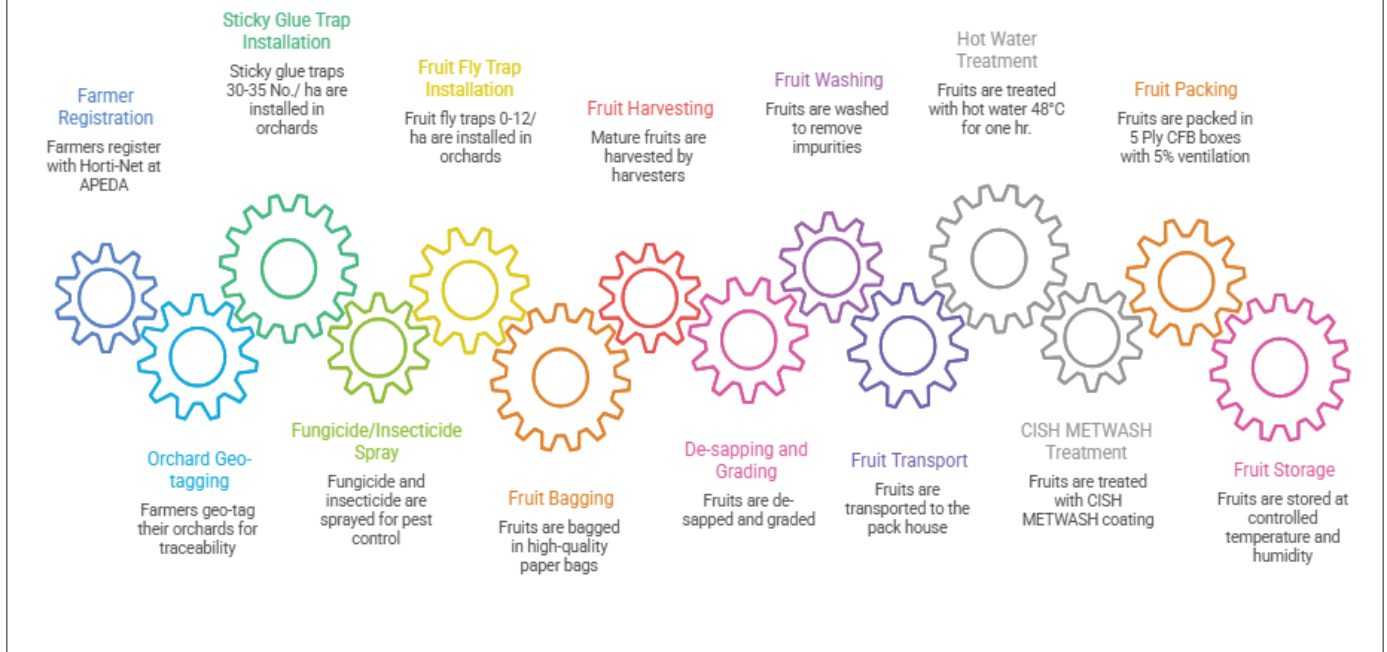 Farmer
Registration
Farmers register
with Horti-Net at
APEDA
Orchard Geo-
tagging
Farmers geo-tag
their orchards for
traceability
Sticky Glue Trap
Installation
Sticky glue traps
30-35 No./ ha are
installed in
orchards
Fungicide/Insecticide
Spray
Fungicide and
insecticide are
sprayed for pest
control
Fruit Fly Trap
Installation
Fruit fly traps 0-12/
ha are installed in
orchards
Fruit Bagging
Fruits are bagged
in high-quality
paper bags
Fruit Harvesting
Mature fruits are
harvested by
harvesters
De-sapping and
Grading
Fruits are de-
sapped and graded
Fruit Washing
Fruits are washed
to remove
impurities
Fruit Transport
Fruits are
transported to the
pack house
Hot Water
Treatment
Fruits are treated
with hot water 48°C
for one hr.
CISH METWASH
Treatment
Fruits are treated
with CISH
METWASH coating
Fruit Packing
Fruits are packed in
5 Ply CFB boxes
with 5% ventilation
Fruit Storage
Fruits are stored at
controlled
temperature and
humidity